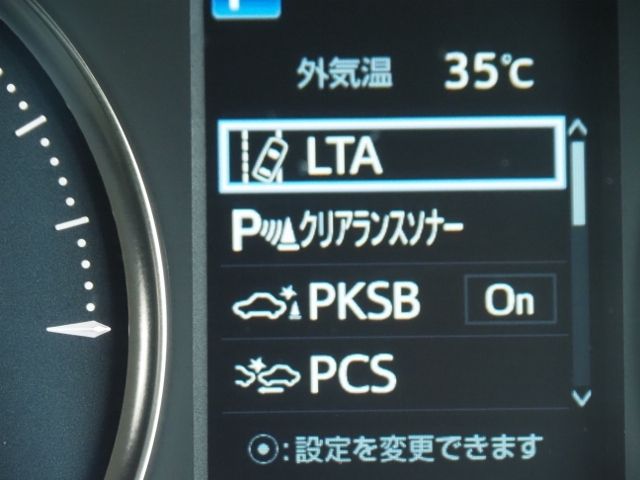 外気温 35℃
LTA
P クリアランスソナー
PKSB On
PCS
⦿:設定を変更できます